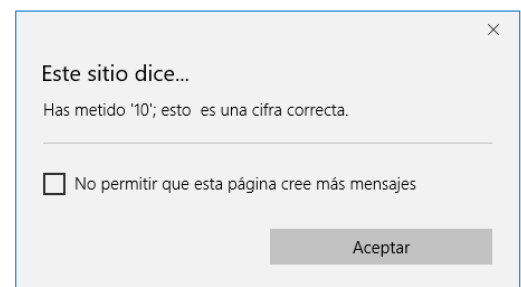 Este sitio dice...
Has metido '10'; esto  es una cifra correcta.
No permitir que esta página cree más mensajes
Aceptar